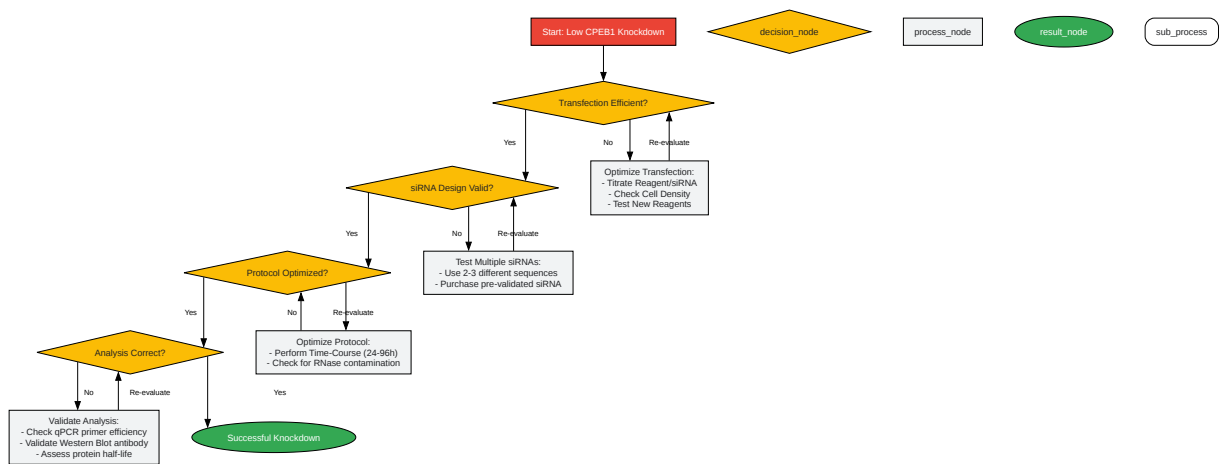 Start: Low CPEB1 Knockdown
decision_node
process_node
result_node
sub_process
Transfection Efficient?
Yes
No
Re-evaluate
Optimize Transfection:
- Titrate Reagent/siRNA
- Check Cell Density
- Test New Reagents
siRNA Design Valid?
Yes
No
Re-evaluate
Test Multiple siRNAs:
- Use 2-3 different sequences
- Purchase pre-validated siRNA
Protocol Optimized?
Yes
No
Re-evaluate
Optimize Protocol:
- Perform Time-Course (24-96h)
- Check for RNase contamination
Analysis Correct?
No
Re-evaluate
Yes
Validate Analysis:
- Check qPCR primer efficiency
- Validate Western Blot antibody
- Assess protein half-life
Successful Knockdown